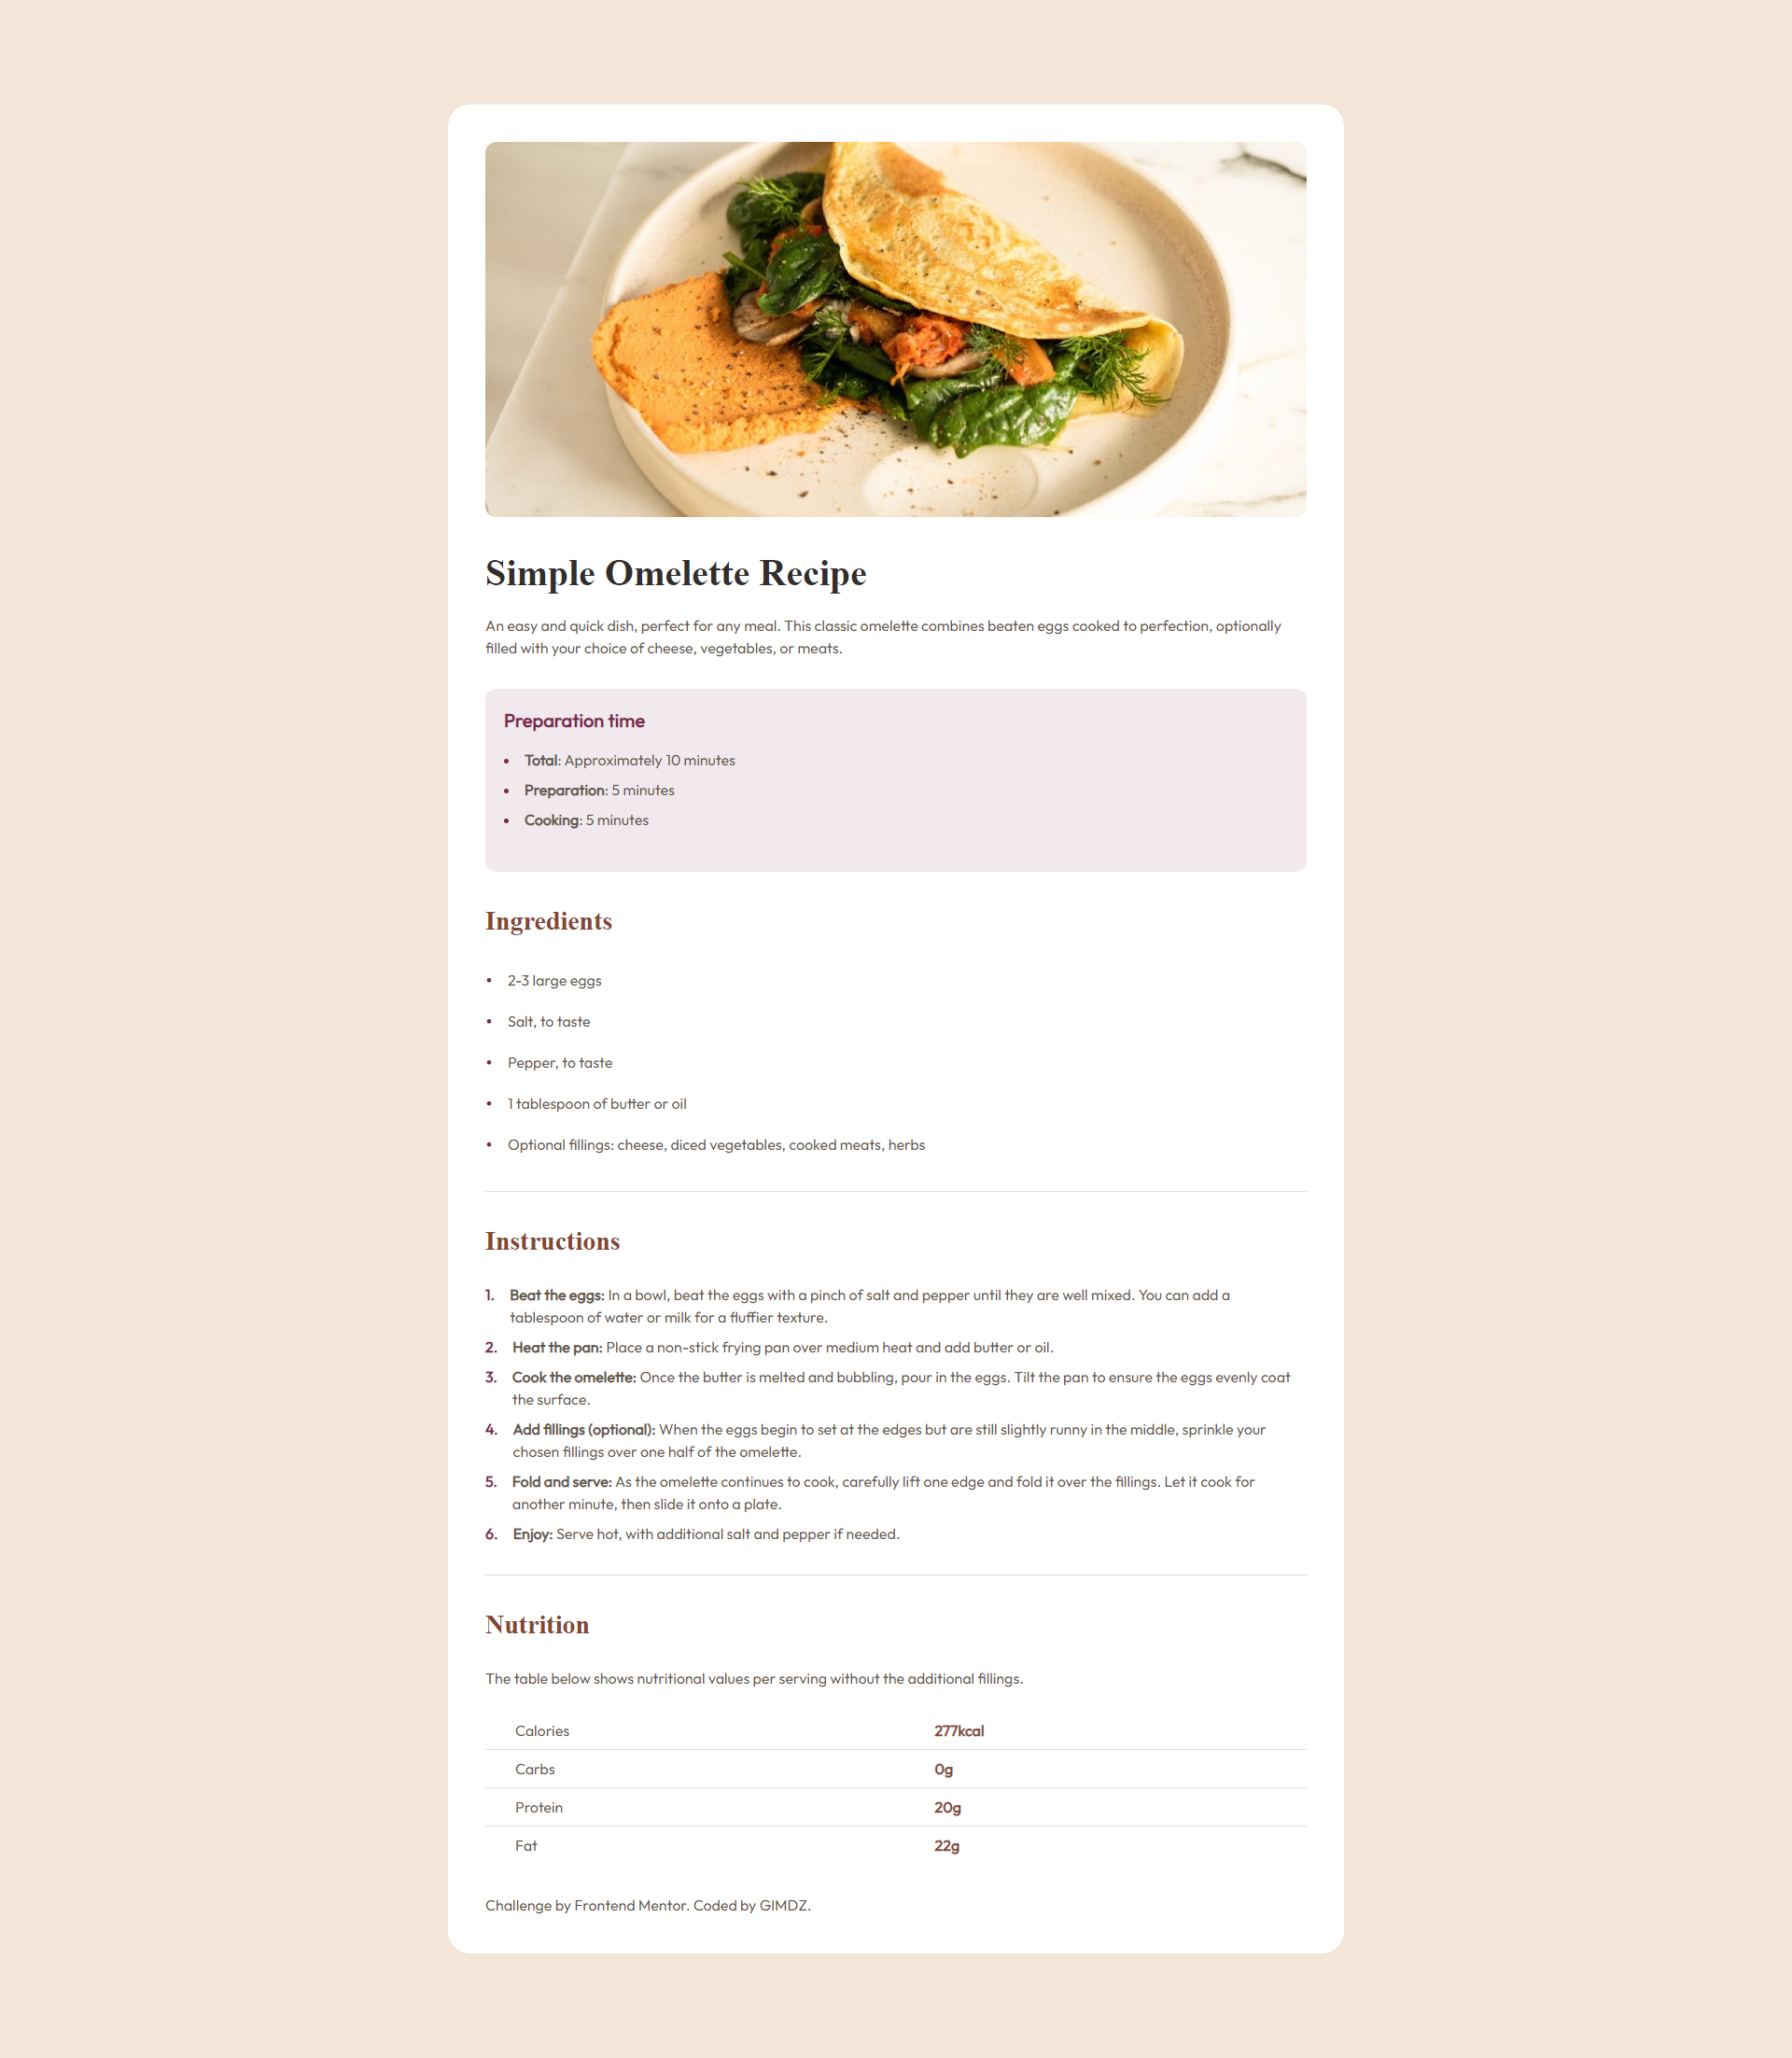 Simple Omelette Recipe
An easy and quick dish, perfect for any meal. This classic omelette combines beaten eggs cooked to perfection, optionally
filled with your choice of cheese, vegetables, or meats.
Preparation time
• Total: Approximately 10 minutes
• Preparation: 5 minutes
• Cooking: 5 minutes
Ingredients
• 2-3 large eggs
• Salt, to taste
• Pepper, to taste
• 1 tablespoon of butter or oil
• Optional fillings: cheese, diced vegetables, cooked meats, herbs
Instructions
1. Beat the eggs: In a bowl, beat the eggs with a pinch of salt and pepper until they are well mixed. You can add a
tablespoon of water or milk for a fluffier texture.
2. Heat the pan: Place a non-stick frying pan over medium heat and add butter or oil.
3. Cook the omelette: Once the butter is melted and bubbling, pour in the eggs. Tilt the pan to ensure the eggs evenly coat
the surface.
4. Add fillings (optional): When the eggs begin to set at the edges but are still slightly runny in the middle, sprinkle your
chosen fillings over one half of the omelette.
5. Fold and serve: As the omelette continues to cook, carefully lift one edge and fold it over the fillings. Let it cook for
another minute, then slide it onto a plate.
6. Enjoy: Serve hot, with additional salt and pepper if needed.
Nutrition
The table below shows nutritional values per serving without the additional fillings.
Calories 277kcal
Carbs 0g
Protein 20g
Fat 22g
Challenge by Frontend Mentor. Coded by GIMDZ.